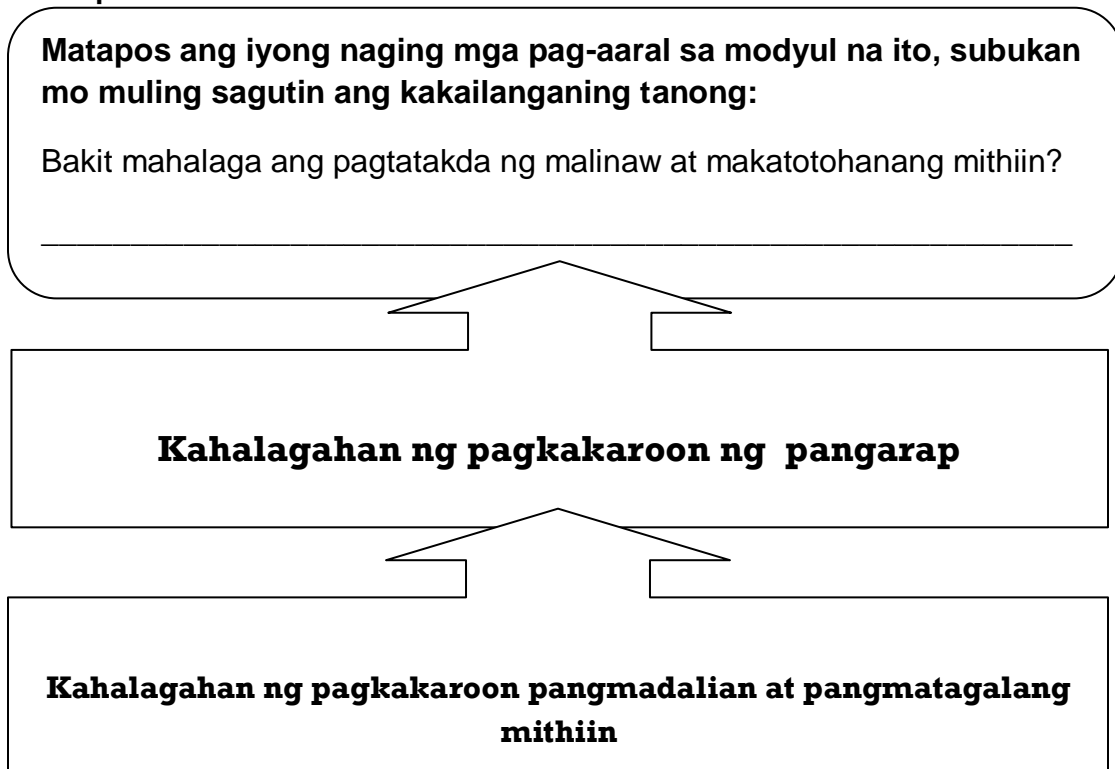 Matapos ang iyong naging mga pag-aaral sa modyul na ito, subukan
mo muling sagutin ang kakailanganing tanong:
Bakit mahalaga ang pagtatakda ng malinaw at makatotohanang mithiin?
Kahalagahan ng pagkakaroon ng pangarap
Kahalagahan ng pagkakaroon pangmadalian at pangmatagalang
mithiin